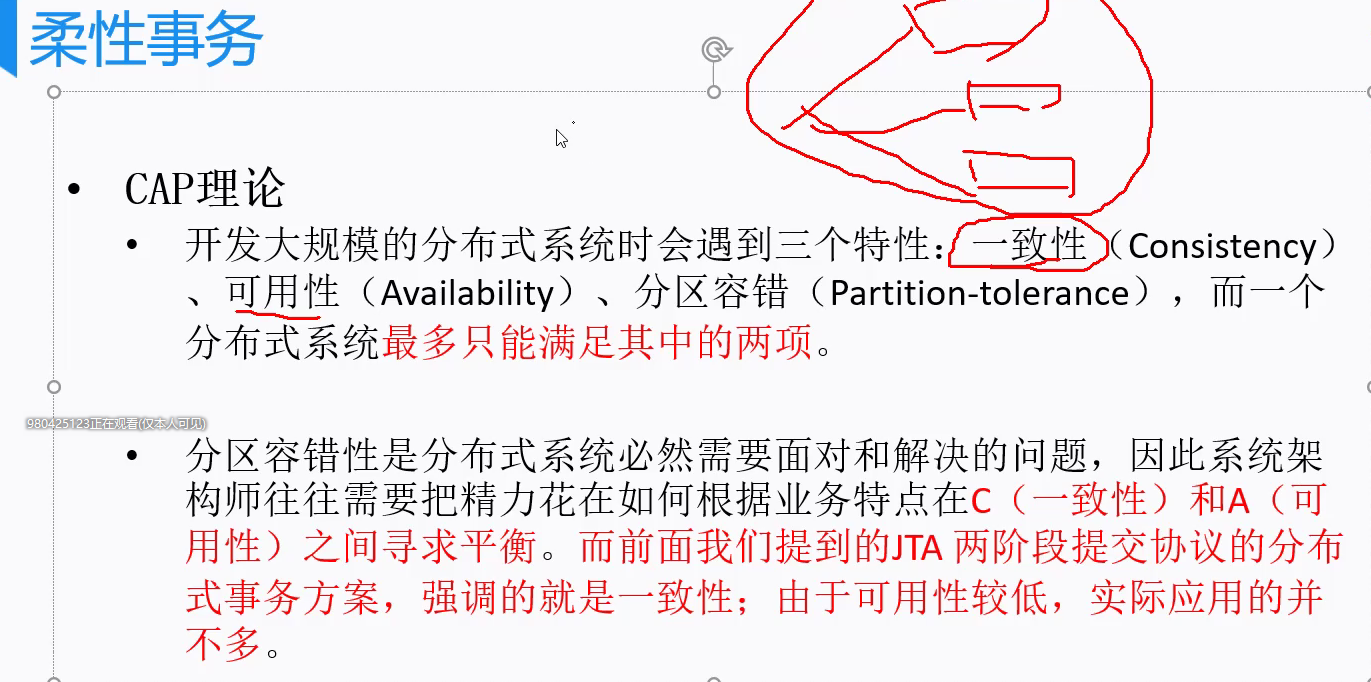 柔性事务
• CAP理论
• 开发大规模的分布式系统时会遇到三个特性：一致性（Consistency）
、可用性（Availability）、分区容错（Partition-tolerance），而一个
分布式系统最多只能满足其中的两项。
980425123正在观看(仅本人可见)
• 分区容错性是分布式系统必然需要面对和解决的问题，因此系统架
构师往往需要把精力花在如何根据业务特点在C（一致性）和A（可
用性）之间寻求平衡。而前面我们提到的JTA 两阶段提交协议的分布
式事务方案，强调的就是一致性；由于可用性较低，实际应用的并
不多。